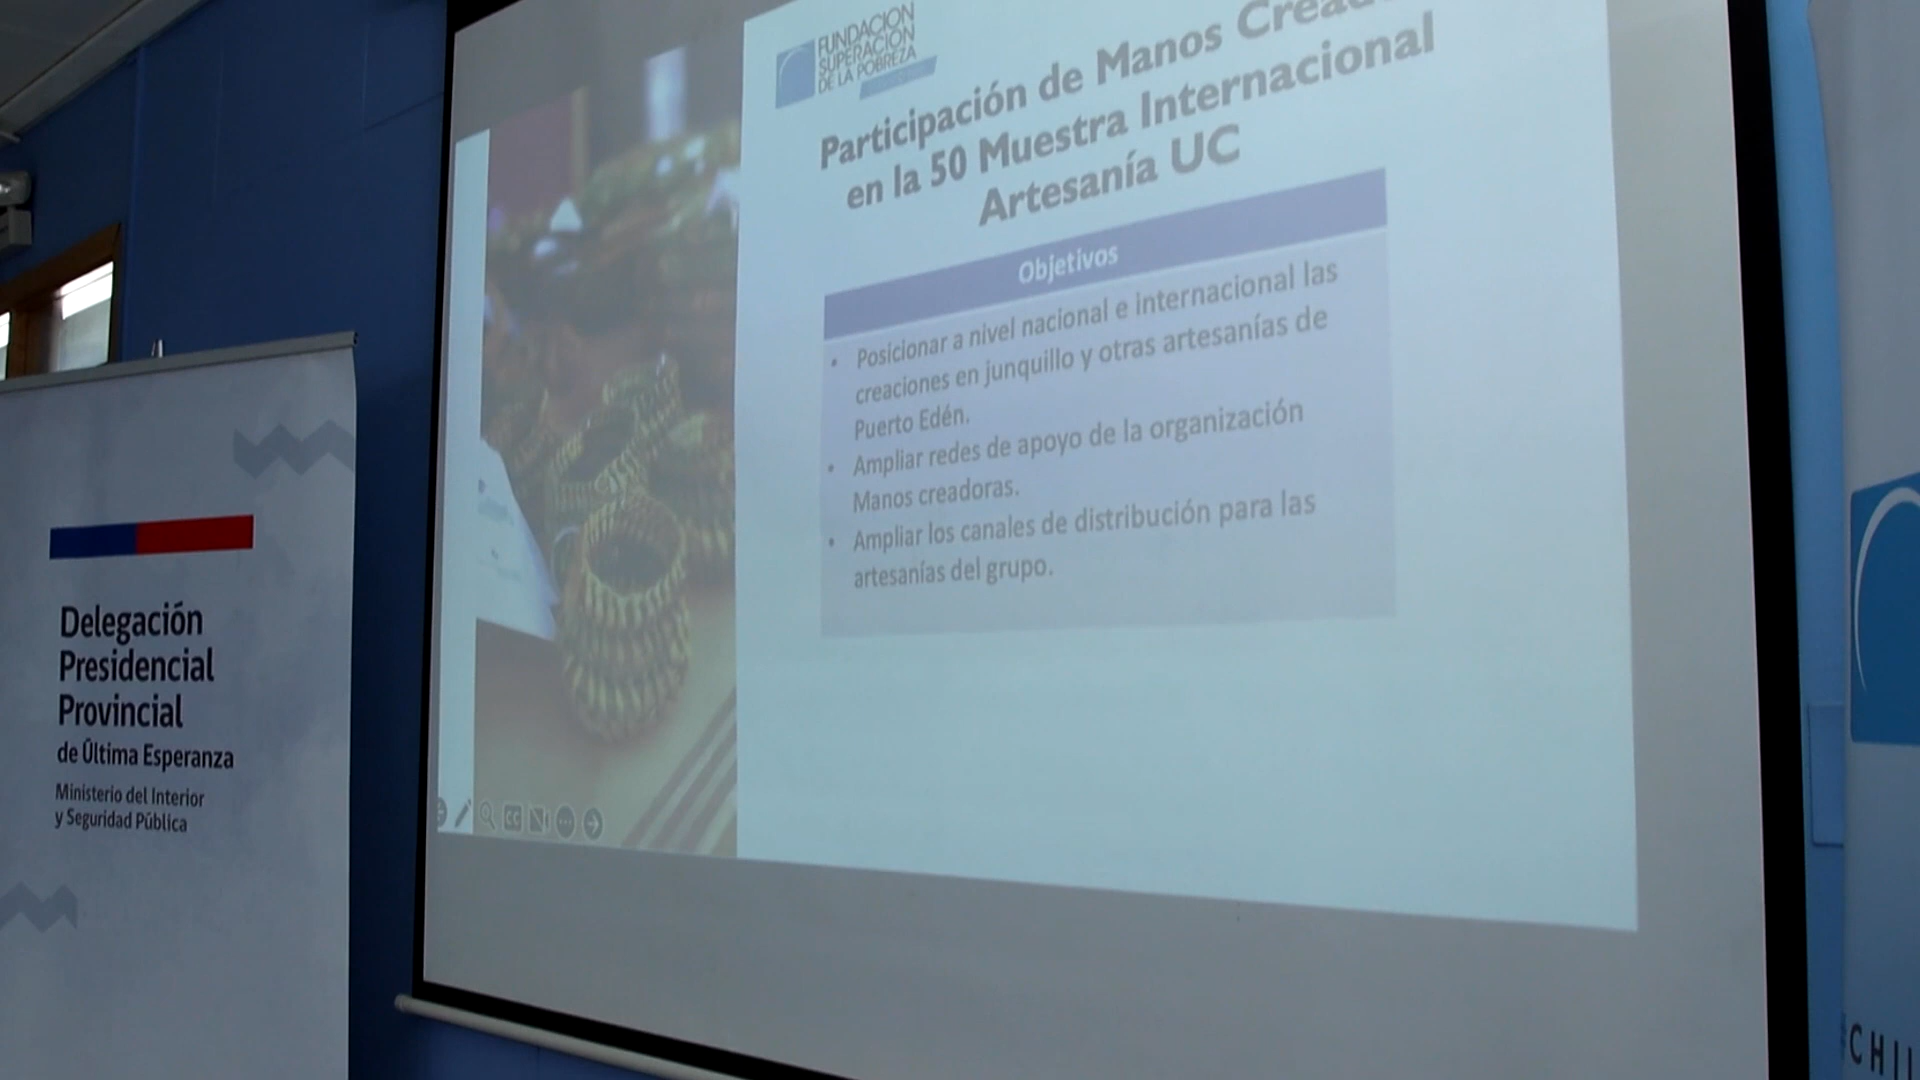 FUNDACION
SUPERACION
DE LA POBREZA
Participación de Manos
en la 50 Muestra Internacional
Artesanía UC
Objetivos
• Posicionar a nivel nacional e internacional las
creaciones en junquillo y otras artesanías de
Puerto Edén.
• Ampliar redes de apoyo de la organización
Manos creadoras.
• Ampliar los canales de distribución para las
artesanías del grupo.
CC
Delegación
Presidencial
Provincial
de Última Esperanza
Ministerio del Interior
y Seguridad Pública